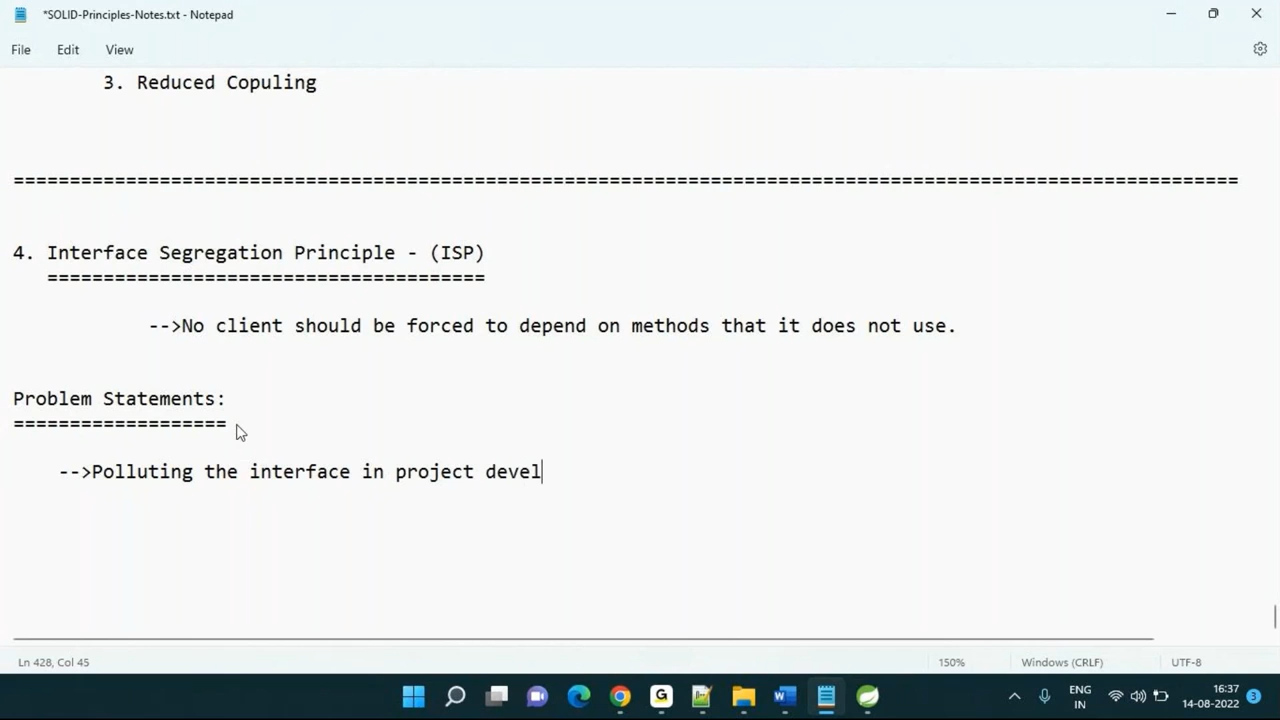 *SOLID-Principles-Notes.txt - Notepad
File Edit View
3. Reduced Copuling
=============================================================================================================
4. Interface Segregation Principle - (ISP)
=======================================
-->No client should be forced to depend on methods that it does not use.
Problem Statements:
===================
-->Polluting the interface in project devel
Ln 428, Col 45 150% Windows (CRLF) UTF-8
ENG 16:37
IN 14-08-2022 3